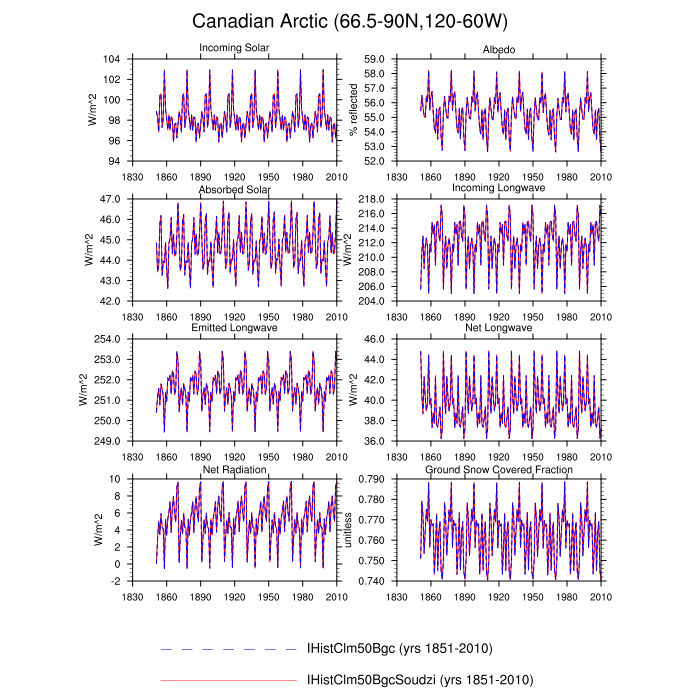 Canadian Arctic (66.5-90N,120-60W)
Incoming Solar
W/m^2
104
102
100
98
96
94
1830 1860 1890 1920 1950 1980 2010
Albedo
% reflected
59.0
58.0
57.0
56.0
55.0
54.0
53.0
52.0
1830 1860 1890 1920 1950 1980 2010
Absorbed Solar
W/m^2
47.0
46.0
45.0
44.0
43.0
42.0
1830 1860 1890 1920 1950 1980 2010
Incoming Longwave
W/m^2
218.0
216.0
214.0
212.0
210.0
208.0
206.0
204.0
1830 1860 1890 1920 1950 1980 2010
Emitted Longwave
W/m^2
254.0
253.0
252.0
251.0
250.0
249.0
1830 1860 1890 1920 1950 1980 2010
Net Longwave
W/m^2
46.0
44.0
42.0
40.0
38.0
36.0
1830 1860 1890 1920 1950 1980 2010
Net Radiation
W/m^2
10
8
6
4
2
0
-2
1830 1860 1890 1920 1950 1980 2010
Ground Snow Covered Fraction
unitless
0.790
0.780
0.770
0.760
0.750
0.740
1830 1860 1890 1920 1950 1980 2010
IHistClm50Bgc (yrs 1851-2010)
IHistClm50BgcSoudzi (yrs 1851-2010)